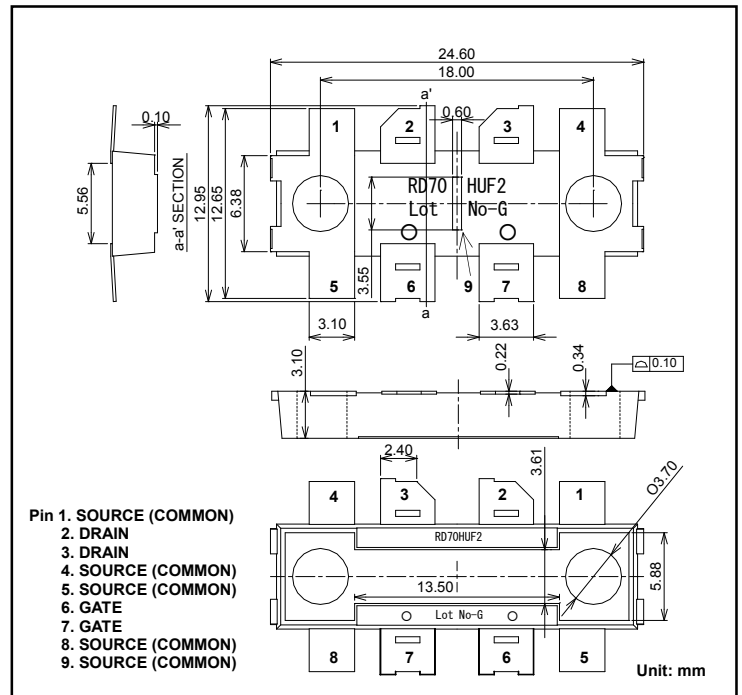 24.60
18.00
a'
0.60
0.10
1
2
3
4
RD70 HUF2
Lot No-G
5.56
a-a' SECTION
12.95
12.65
6.38
3.55
5
6
9
7
8
a
3.10
3.63
3.10
0.22
0.34
0.10
2.40
3.61
O3.70
4
3
2
1
RD70HUF2
13.50
5.88
Lot No-G
8
7
6
5
Pin 1. SOURCE (COMMON)
2. DRAIN
3. DRAIN
4. SOURCE (COMMON)
5. SOURCE (COMMON)
6. GATE
7. GATE
8. SOURCE (COMMON)
9. SOURCE (COMMON)
Unit: mm